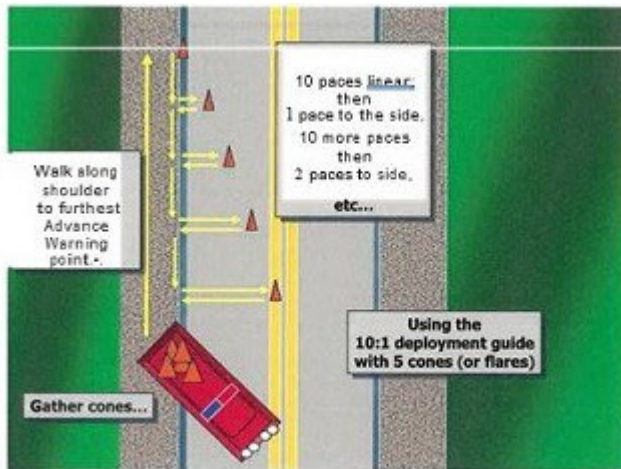 10 paces linear,
then
1 pace to the side,
10 more paces
then
2 paces to side,
etc...
Walk along
shoulder
to furthest
Advance
Warning
point.-.
Using the
10:1 deployment guide
with 5 cones (or flares)
Gather cones...